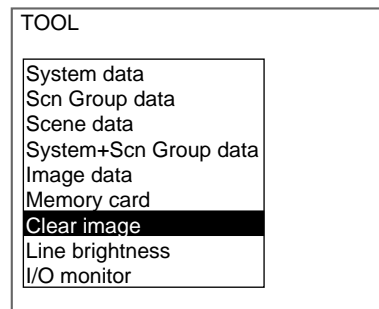 TOOL
System data
Scn Group data
Scene data
System+Scn Group data
Image data
Memory card
Clear image
Line brightness
I/O monitor